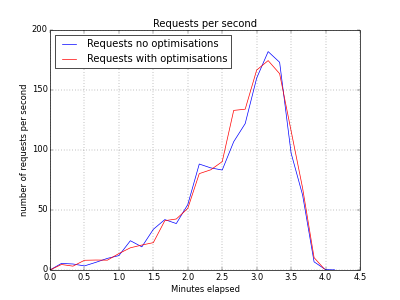 Requests per second
Requests no optimisations
Requests with optimisations
200
150
100
50
0
number of requests per second
0.0 0.5 1.0 1.5 2.0 2.5 3.0 3.5 4.0 4.5
Minutes elapsed